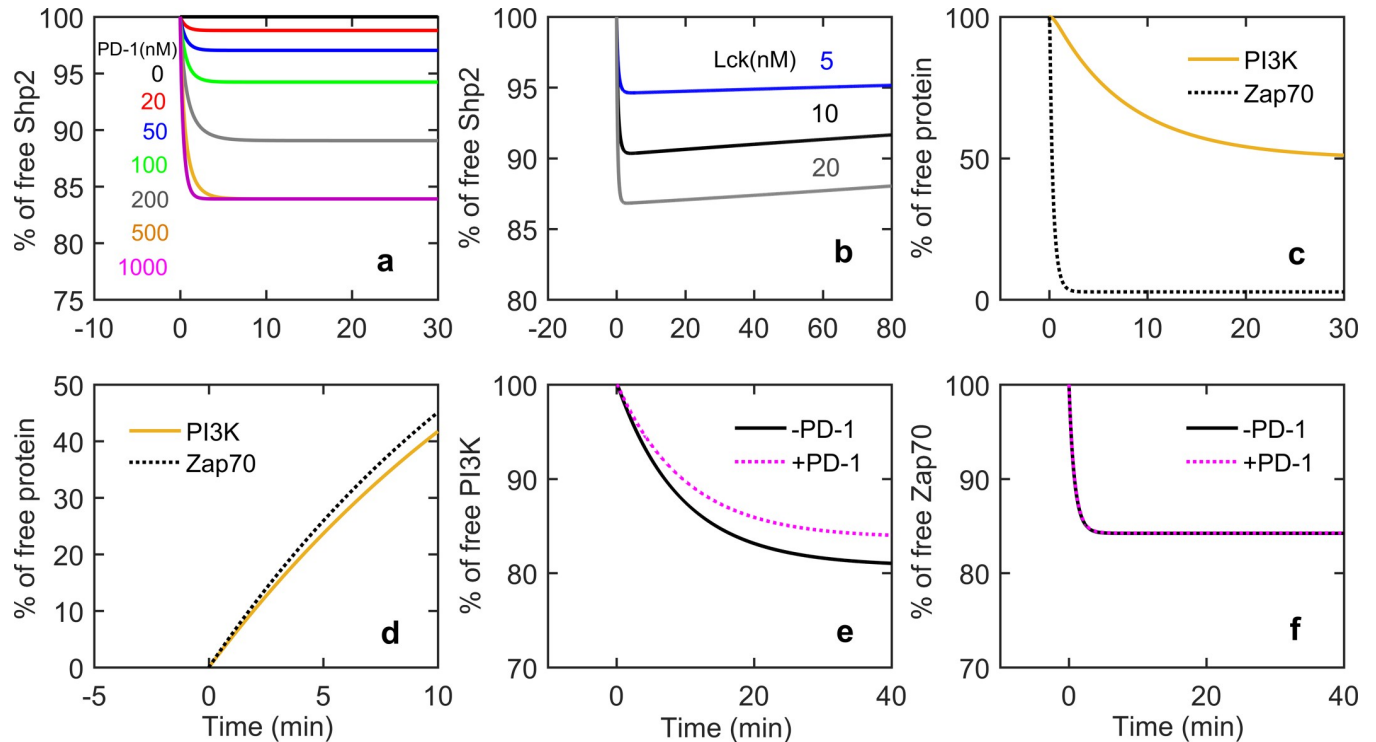 % of free Shp2
100
95
90
85
80
75
PD-1(nM)
0
20
50
100
200
500
1000
a
-10
0
10
20
30
% of free Shp2
100
95
90
85
80
Lck(nM) 5
10
20
b
-20
0
20
40
60
80
% of free protein
100
50
0
PI3K
Zap70
c
0
10
20
30
% of free protein
50
40
30
20
10
0
PI3K
Zap70
d
-5
0
5
10
Time (min)
% of free PI3K
100
90
80
70
-PD-1
+PD-1
e
0
20
40
Time (min)
% of free Zap70
100
90
80
70
-PD-1
+PD-1
f
0
20
40
Time (min)